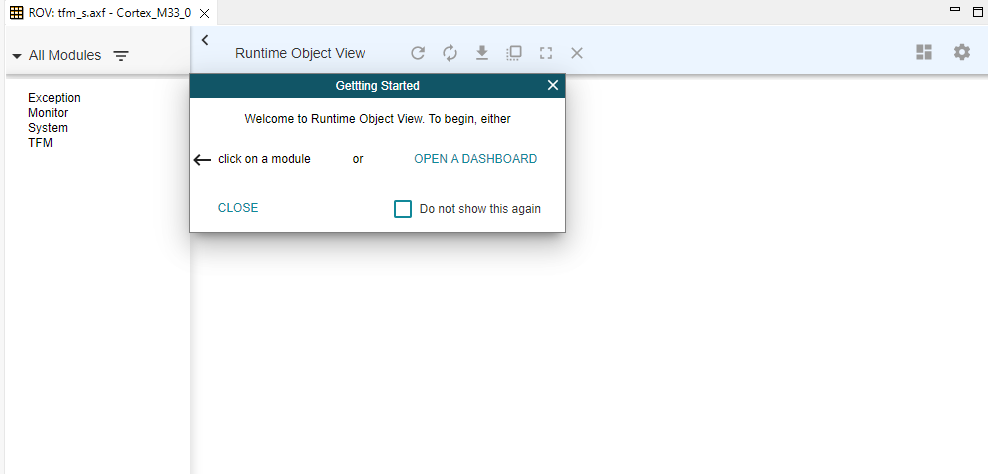 ROV: tfm_s.axf - Cortex_M33_0
All Modules
Runtime Object View
Exception
Monitor
System
TFM
Gettting Started
Welcome to Runtime Object View. To begin, either
click on a module or OPEN A DASHBOARD
CLOSE Do not show this again